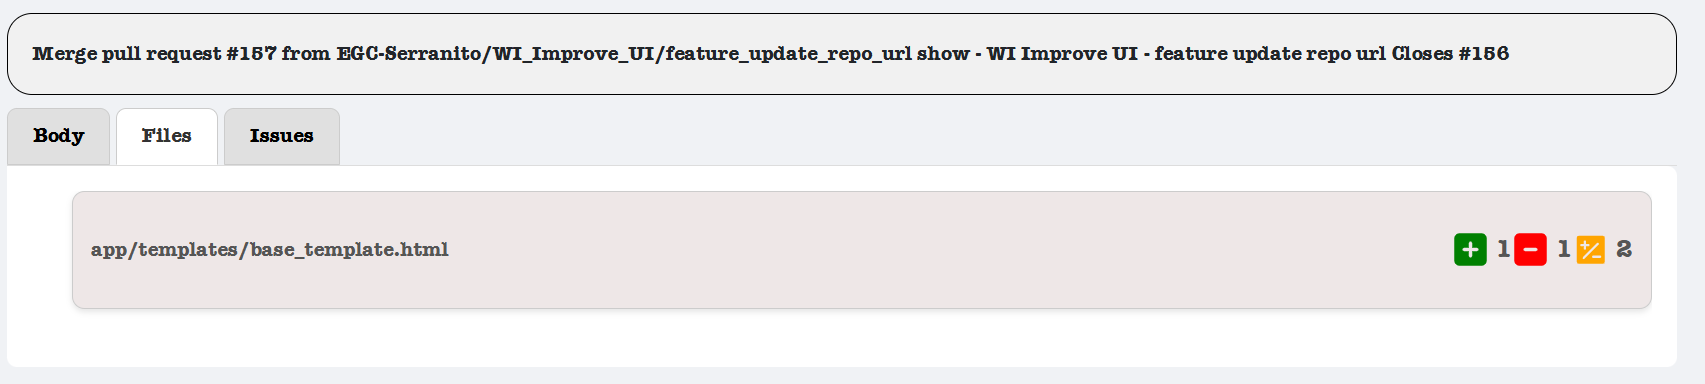 Merge pull request #157 from EGC-Serranito/WI_Improve_UI/feature_update_repo_url show - WI Improve UI - feature update repo url Closes #156
Body Files Issues
app/templates/base_template.html + 1 - 1 +/- 2